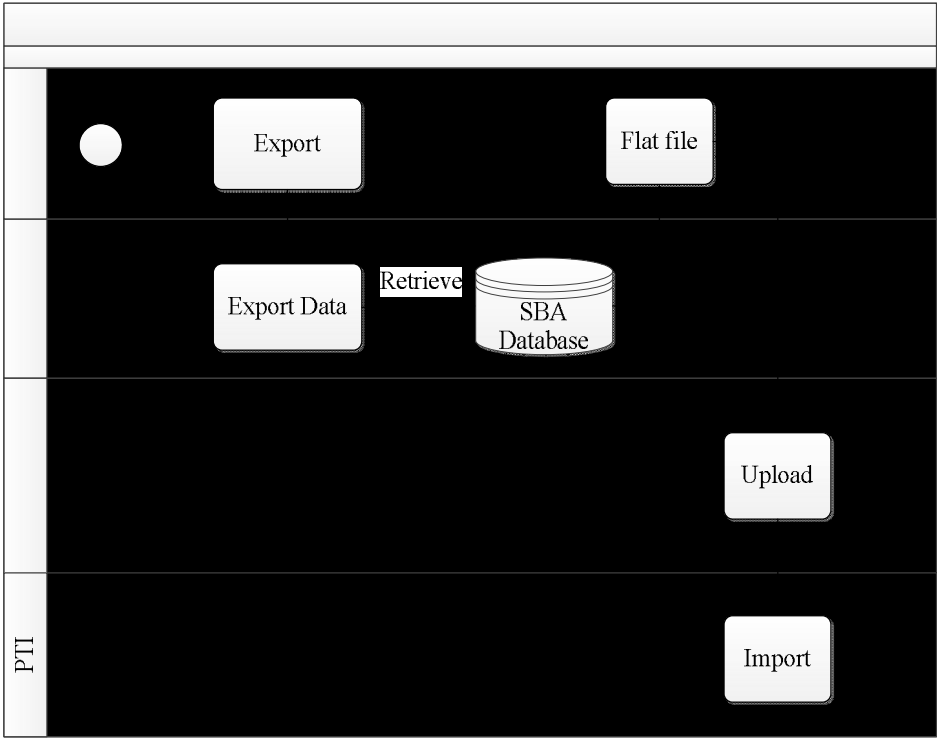 Export
Flat file
Export Data
Retrieve
SBA
Database
Upload
PTI
Import